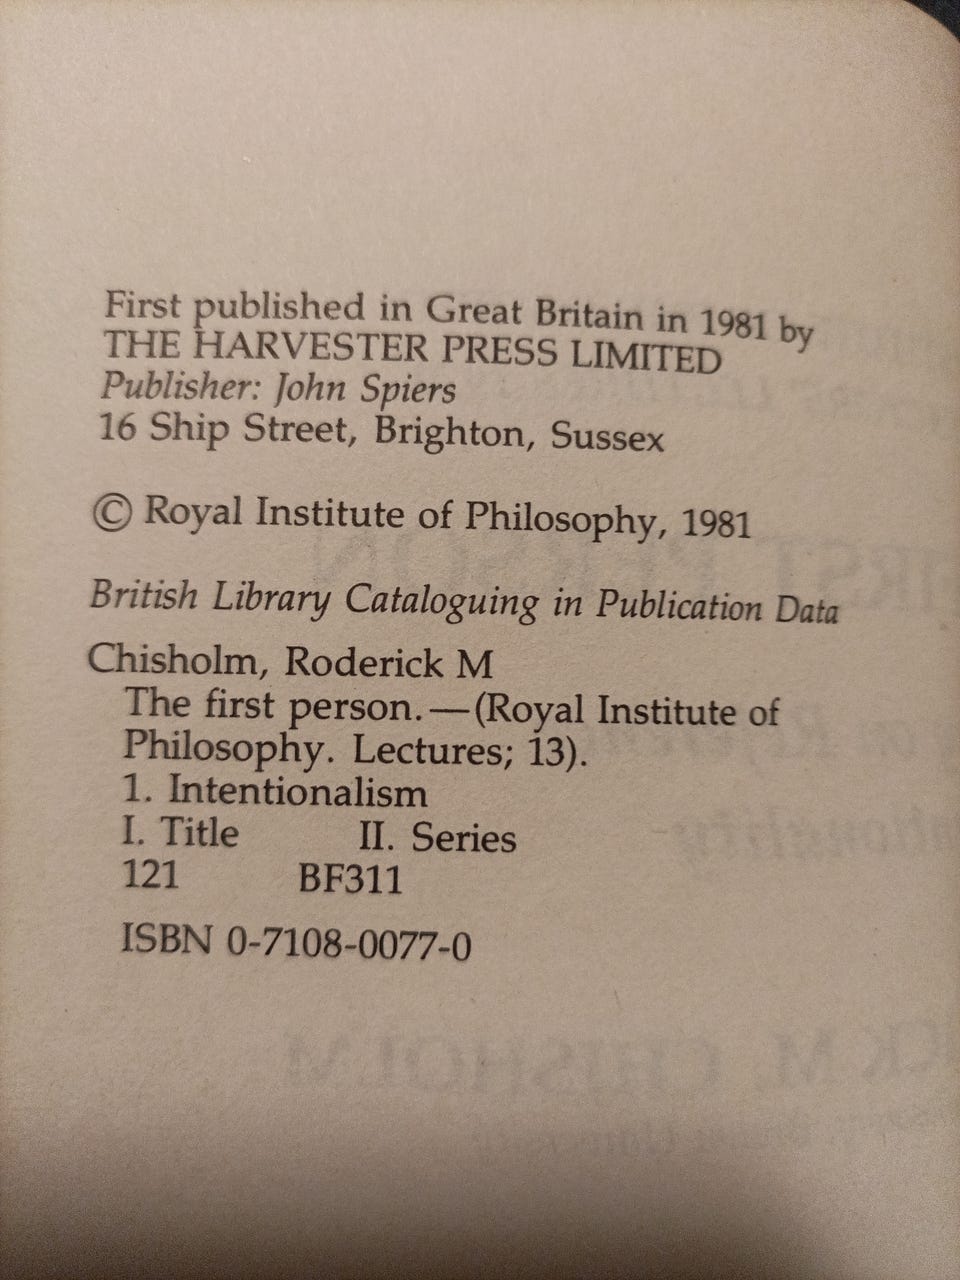 First published in Great Britain in 1981 by
THE HARVESTER PRESS LIMITED
Publisher: John Spiers
16 Ship Street, Brighton, Sussex
© Royal Institute of Philosophy, 1981
British Library Cataloguing in Publication Data
Chisholm, Roderick M
The first person.—(Royal Institute of
Philosophy. Lectures; 13).
1. Intentionalism
I. Title II. Series
121 BF311
ISBN 0-7108-0077-0